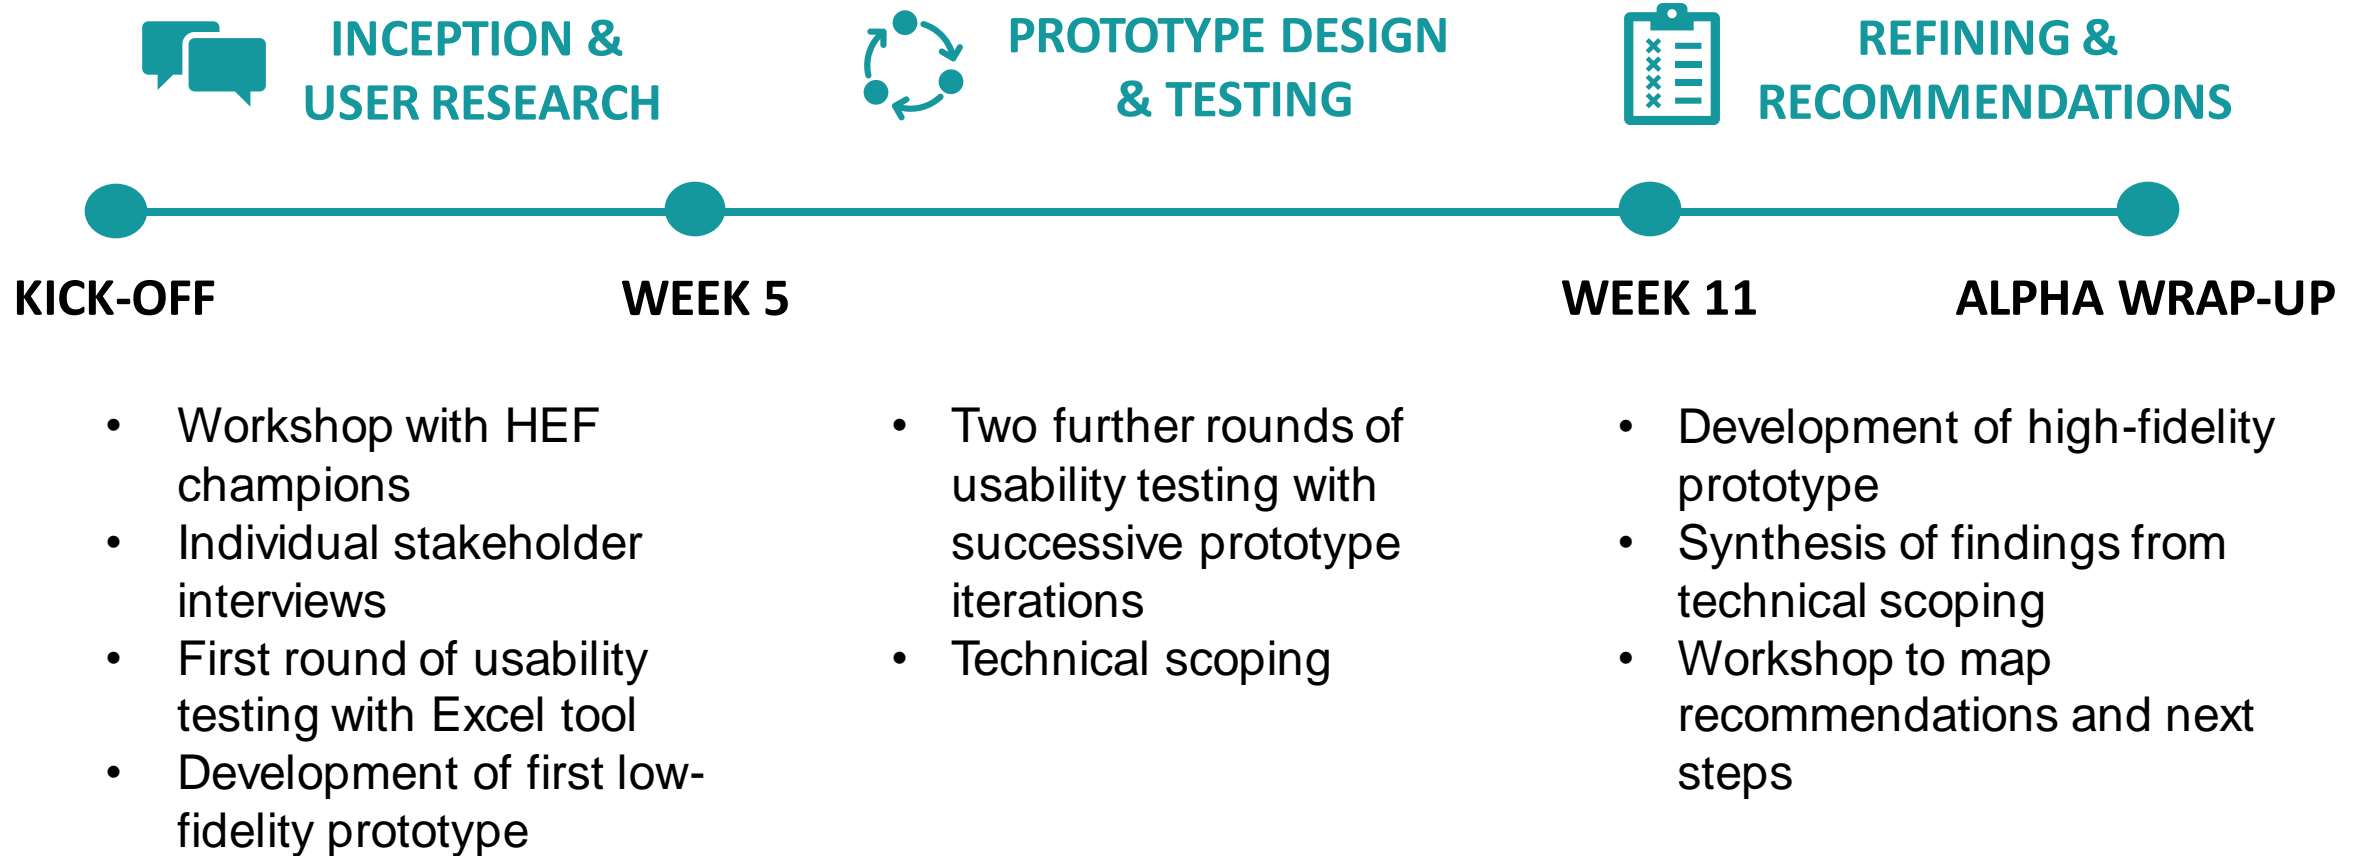 INCEPTION &
USER RESEARCH
PROTOTYPE DESIGN
& TESTING
REFINING &
RECOMMENDATIONS
KICK-OFF
WEEK 5
WEEK 11
ALPHA WRAP-UP
• Workshop with HEF
champions
• Individual stakeholder
interviews
• First round of usability
testing with Excel tool
• Development of first low-
fidelity prototype
• Two further rounds of
usability testing with
successive prototype
iterations
• Technical scoping
• Development of high-fidelity
prototype
• Synthesis of findings from
technical scoping
• Workshop to map
recommendations and next
steps